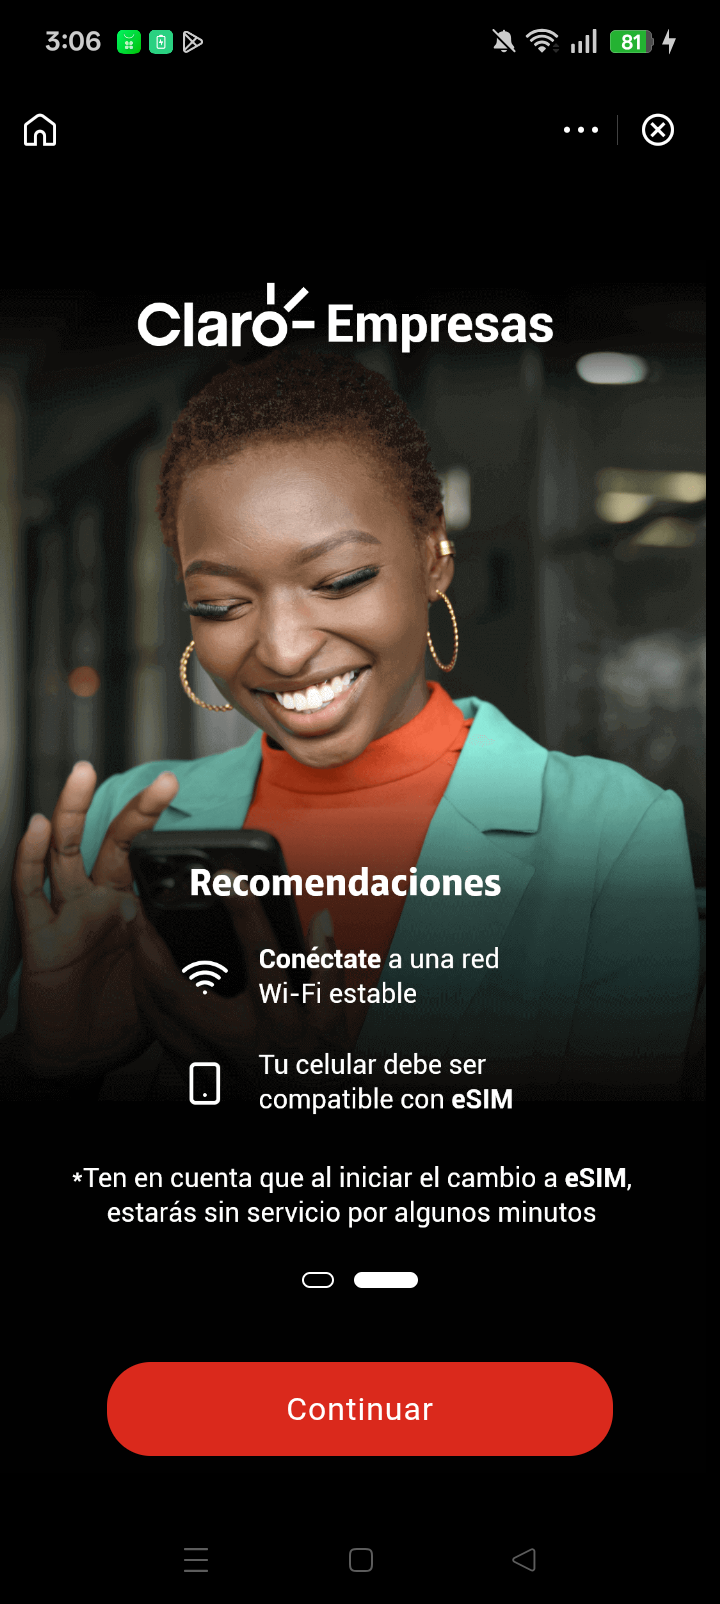 3:06
81
Claro Empresas
Recomendaciones
Conéctate a una red
Wi-Fi estable
Tu celular debe ser
compatible con eSIM
*Ten en cuenta que al iniciar el cambio a eSIM,
estarás sin servicio por algunos minutos
Continuar